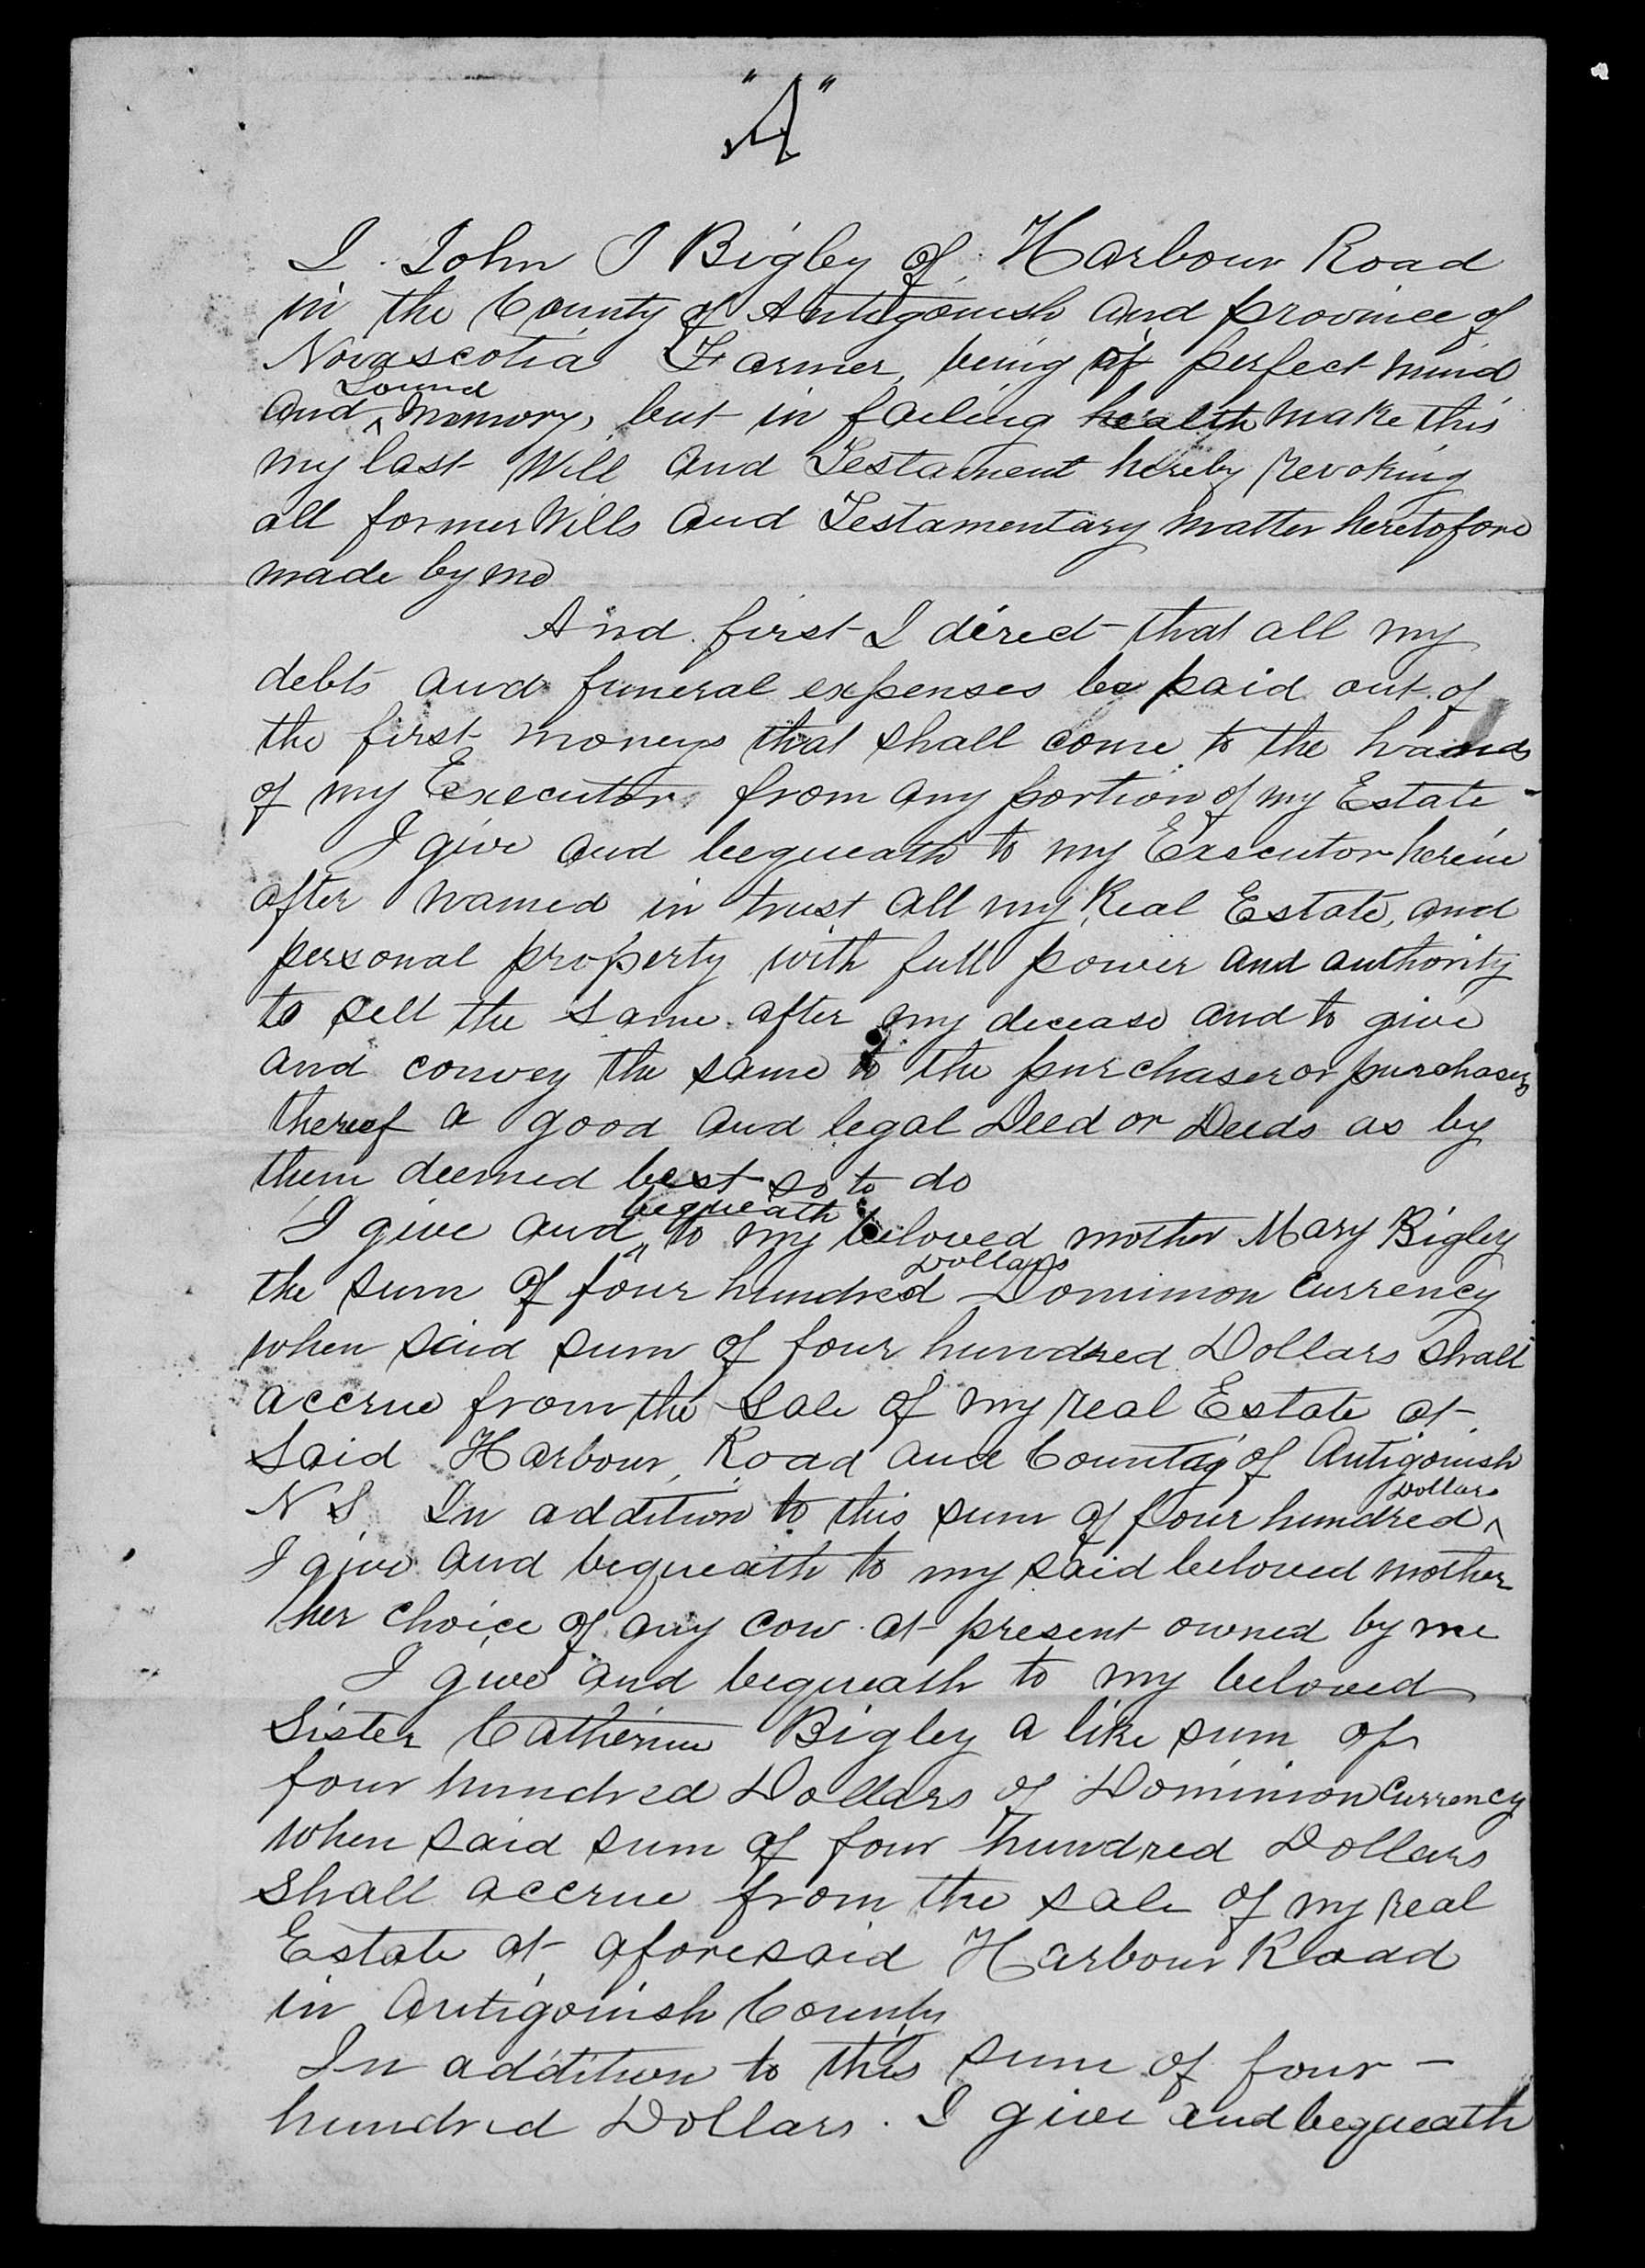 "A"
I. John J Bigley of Harbour Road
in the County of Antigonish and province of
Novascotia Farmer, being of perfect mind
and ^ Sound memory, but in failing health make this
my last Will and Testament hereby revoking
all former Wills and Testamentary matter heretofore
made by me
And first I direct that all my
debts and funeral expenses be paid out of
the first moneys that shall come to the hands
of my Executor from any portion of my Estate
I give and bequeath to my Executor herein
after named in trust all my Real Estate, and
personal property with full power and authority
to sell the same after my decease and to give
and convey the same to the purchaser or purchasers
thereof a good and legal Deed or Deeds as by
them deemed best so to do
I give and ^ bequeath to my beloved mother Mary Bigley
the sum of four hundred Dollars Dominion Currency
when said sum of four hundred Dollars shall
accrue from the sale of my real Estate at
said Harbour Road and County of Antigonish
N S. In addition to this sum of four hundred ^ Dollars
I give and bequeath to my said beloved mother
her choice of any cow at present owned by me
I give and bequeath to my beloved
Sister Catherine Bigley a like sum of
four hundred Dollars of Dominion Currency
when said sum of four hundred Dollars
shall accrue from the sale of my real
Estate at aforesaid Harbour Road
in Antigonish County
In addition to this sum of four -
hundred Dollars. I give and bequeath